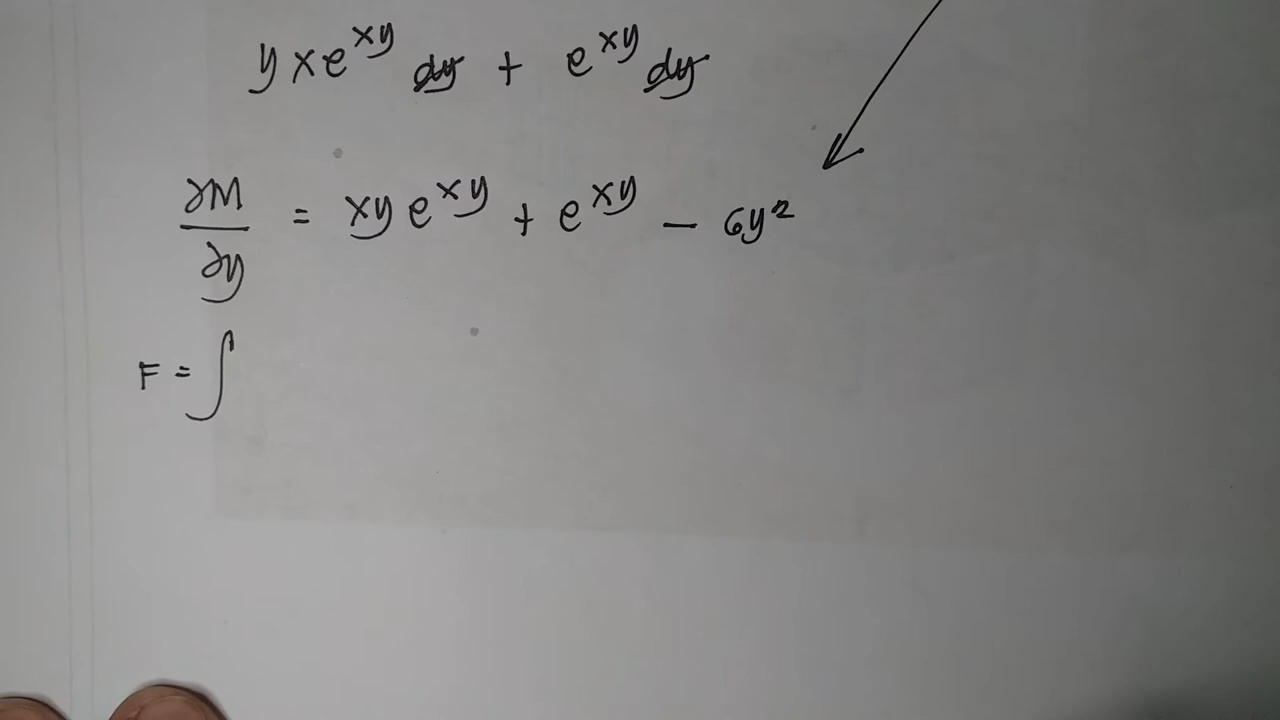 y x e^{xy} dy + e^{xy} dy
∂M/∂y = xy e^{xy} + e^{xy} - 6y²
F = ∫